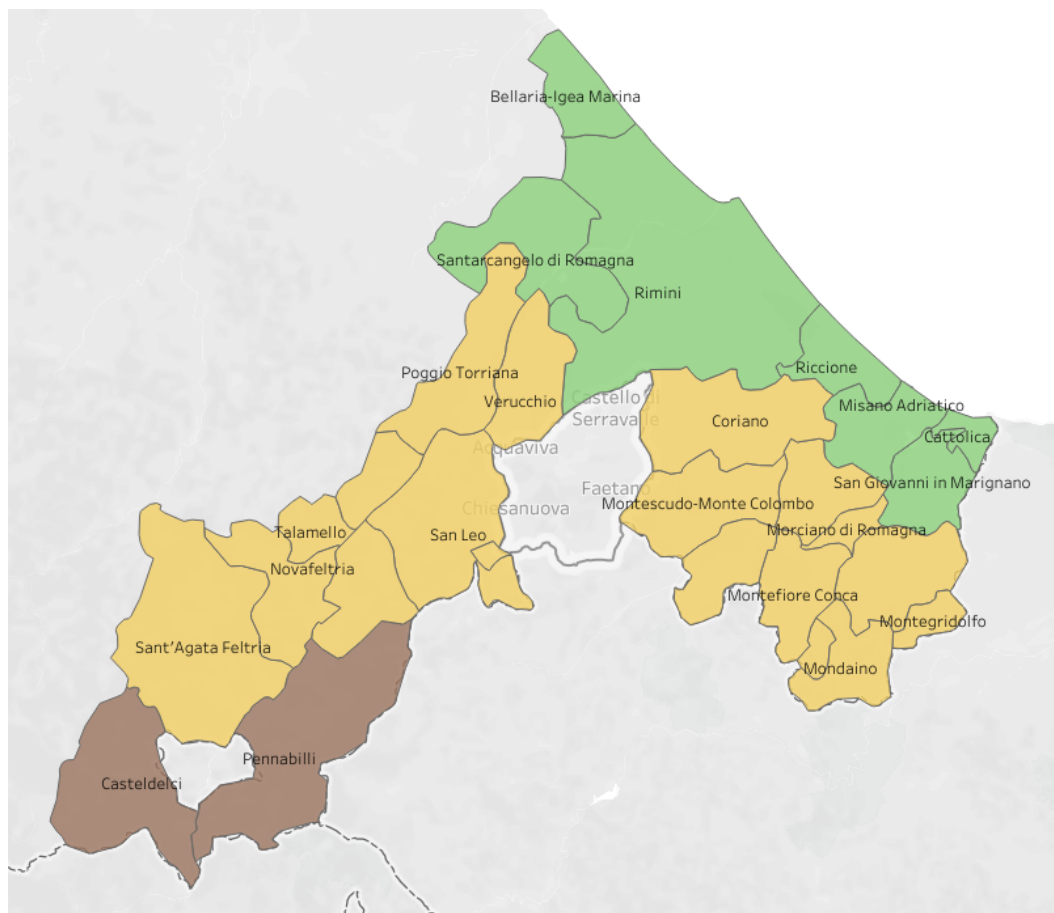 Bellaria-Igea Marina
Santarcangelo di Romagna
Rimini
Poggio Torriana
Riccione
Verucchio
Castello di
Serravalle
Misano Adriatico
Coriano
Cattolica
Acquaviva
San Giovanni in Marignano
Faetano
Montescudo-Monte Colombo
Chiesanuova
Talamello
San Leo
Morciano di Romagna
Novafeltria
Montefiore Conca
Montegridolfo
Sant'Agata Feltria
Mondaino
Pennabilli
Casteldelci